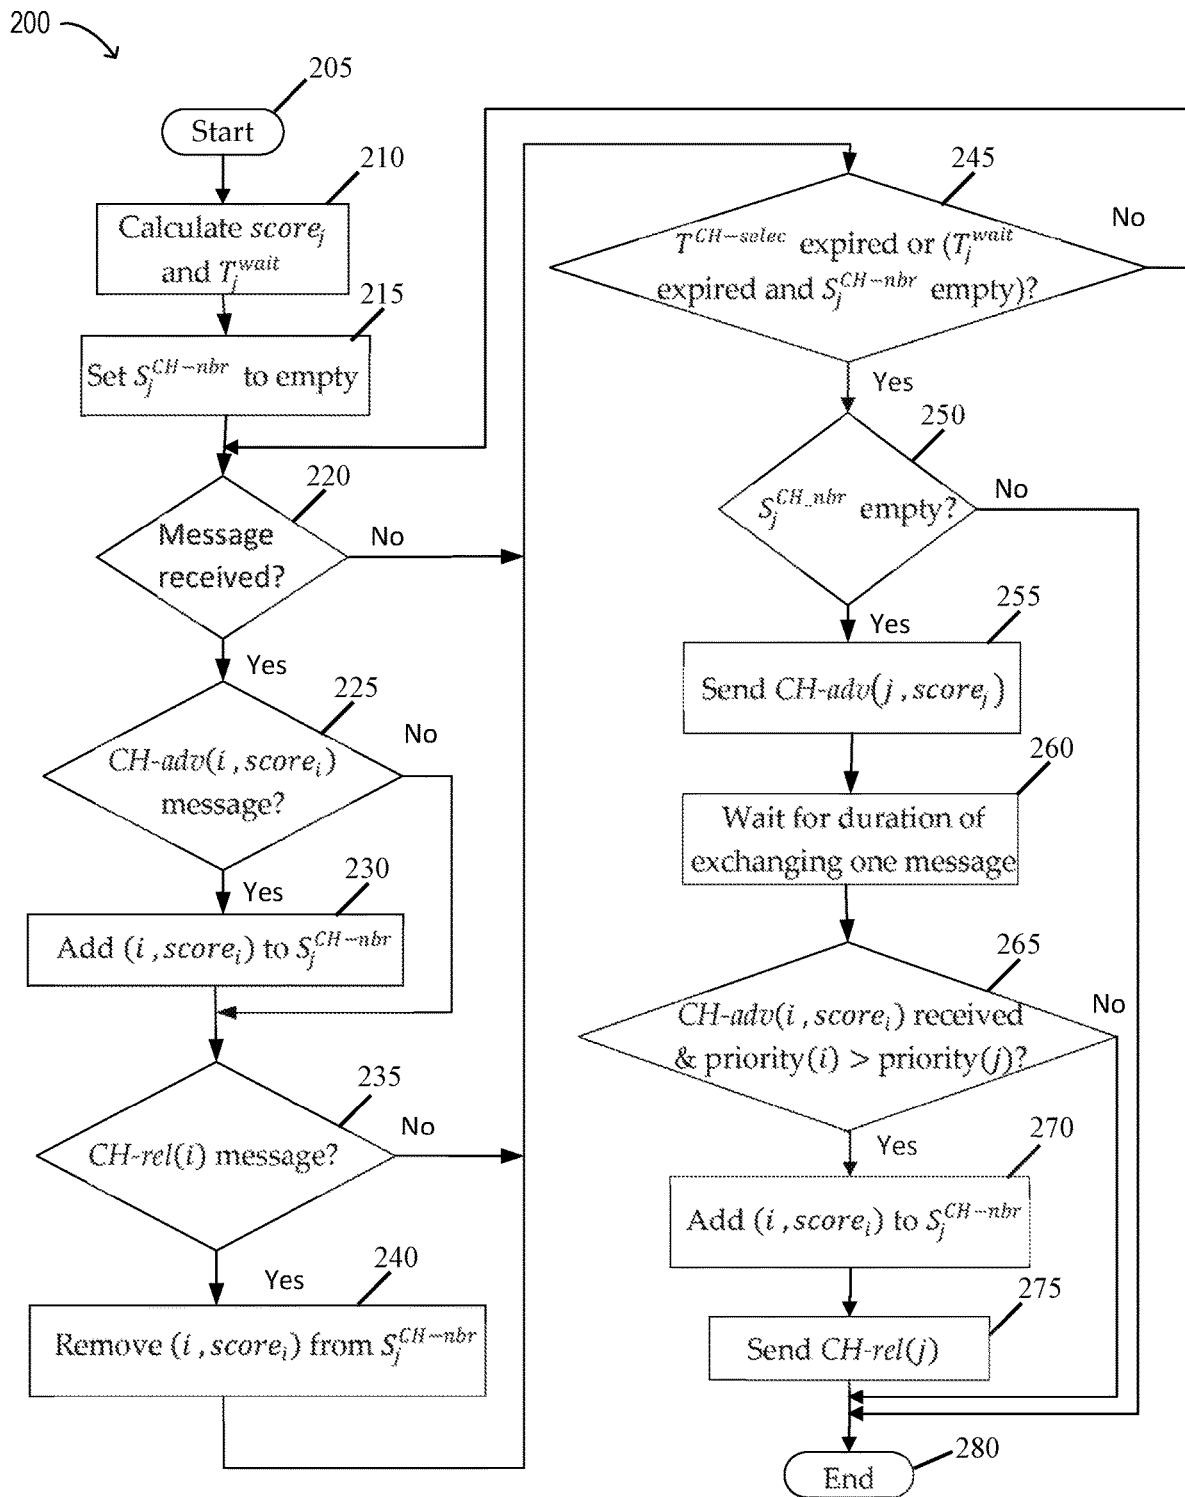 200
205
Start
210
Calculate score_j
and T_j^wait
215
Set S_j^CH-nbr to empty
220
Message
received?
No
Yes
225
CH-adv(i , score_i)
message?
No
Yes
230
Add (i , score_i) to S_j^CH-nbr
235
CH-rel(i) message?
No
Yes
240
Remove (i , score_i) from S_j^CH-nbr
245
T^CH-selec expired or (T_j^wait
expired and S_j^CH-nbr empty)?
No
Yes
250
S_j^CH_nbr empty?
No
Yes
255
Send CH-adv(j , score_j)
260
Wait for duration of
exchanging one message
265
CH-adv(i , score_i) received
& priority(i) > priority(j)?
No
Yes
270
Add (i , score_i) to S_j^CH-nbr
275
Send CH-rel(j)
280
End